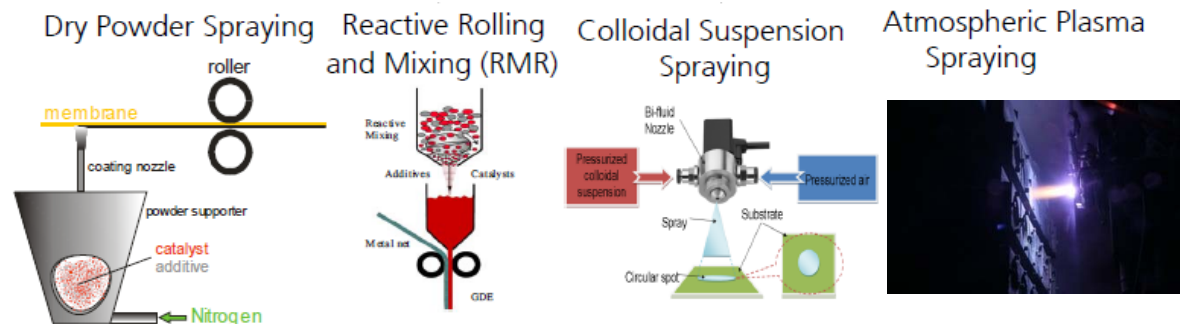 Dry Powder Spraying
roller
membrane
coating nozzle
powder supporter
catalyst
additive
Nitrogen
Reactive Rolling
and Mixing (RMR)
Reactive
Mixing
Additives
Catalysts
Metal net
GDE
Colloidal Suspension
Spraying
Bi-fluid
Nozzle
Pressurized
colloidal
suspension
Pressurized air
Spray
Substrate
Circular spot
Atmospheric Plasma
Spraying